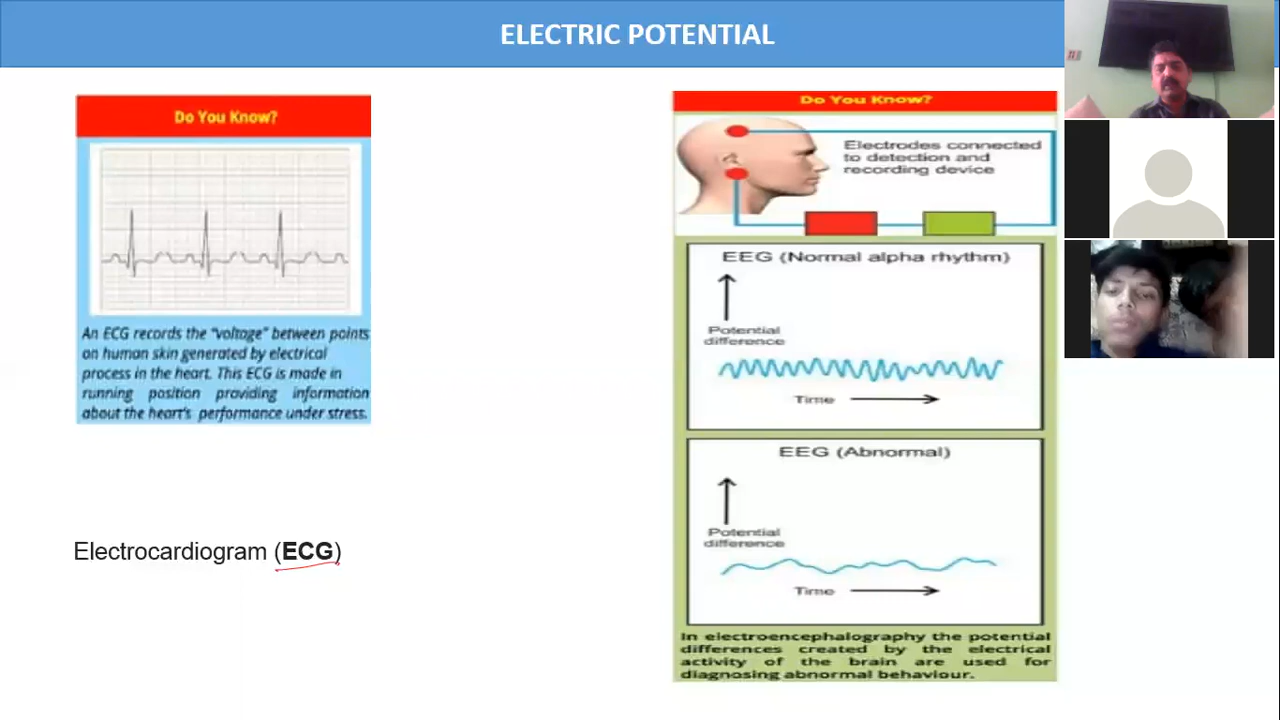 ELECTRIC POTENTIAL
Do You Know?
An ECG records the "voltage" between points
on human skin generated by electrical
process in the heart. This ECG is made in
running position providing information
about the heart's performance under stress.
Electrocardiogram (ECG)
Do You Know?
Electrodes connected
to detection and
recording device
EEG (Normal alpha rhythm)
Potential
difference
Time
EEG (Abnormal)
Potential
difference
Time
In electroencephalography the potential
differences created by the electrical
activity of the brain are used for
diagnosing abnormal behaviour.